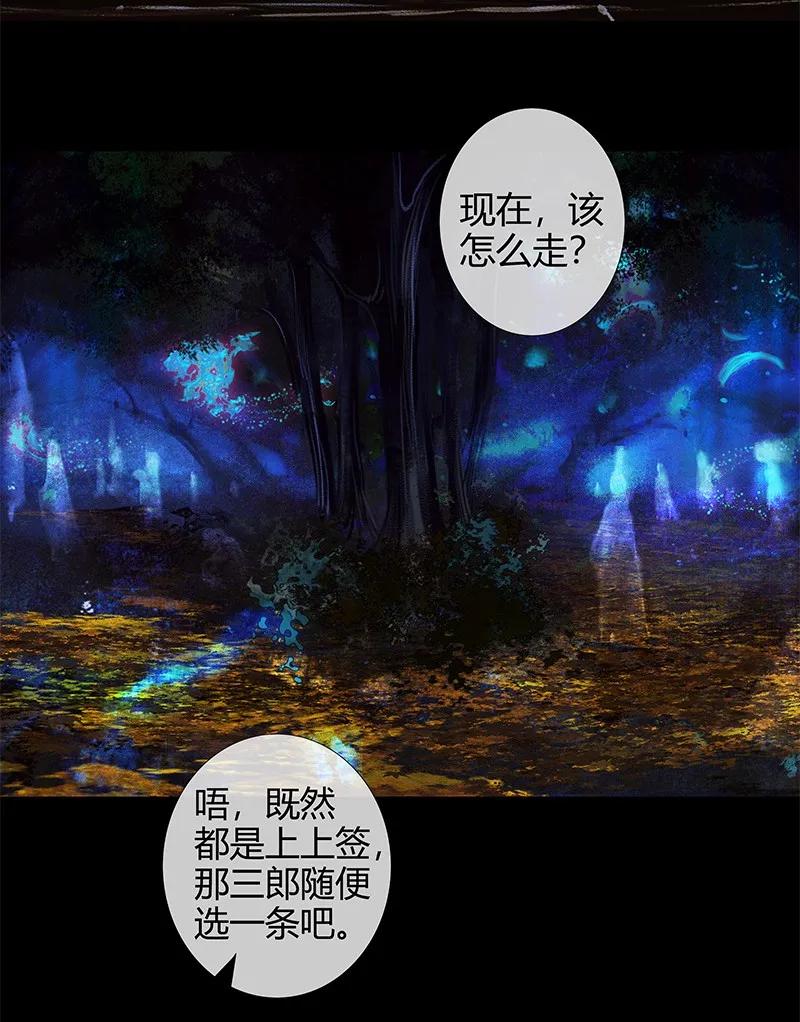 现在，该
怎么走？
唔，既然
都是上上签，
那三郎随便
选一条吧。